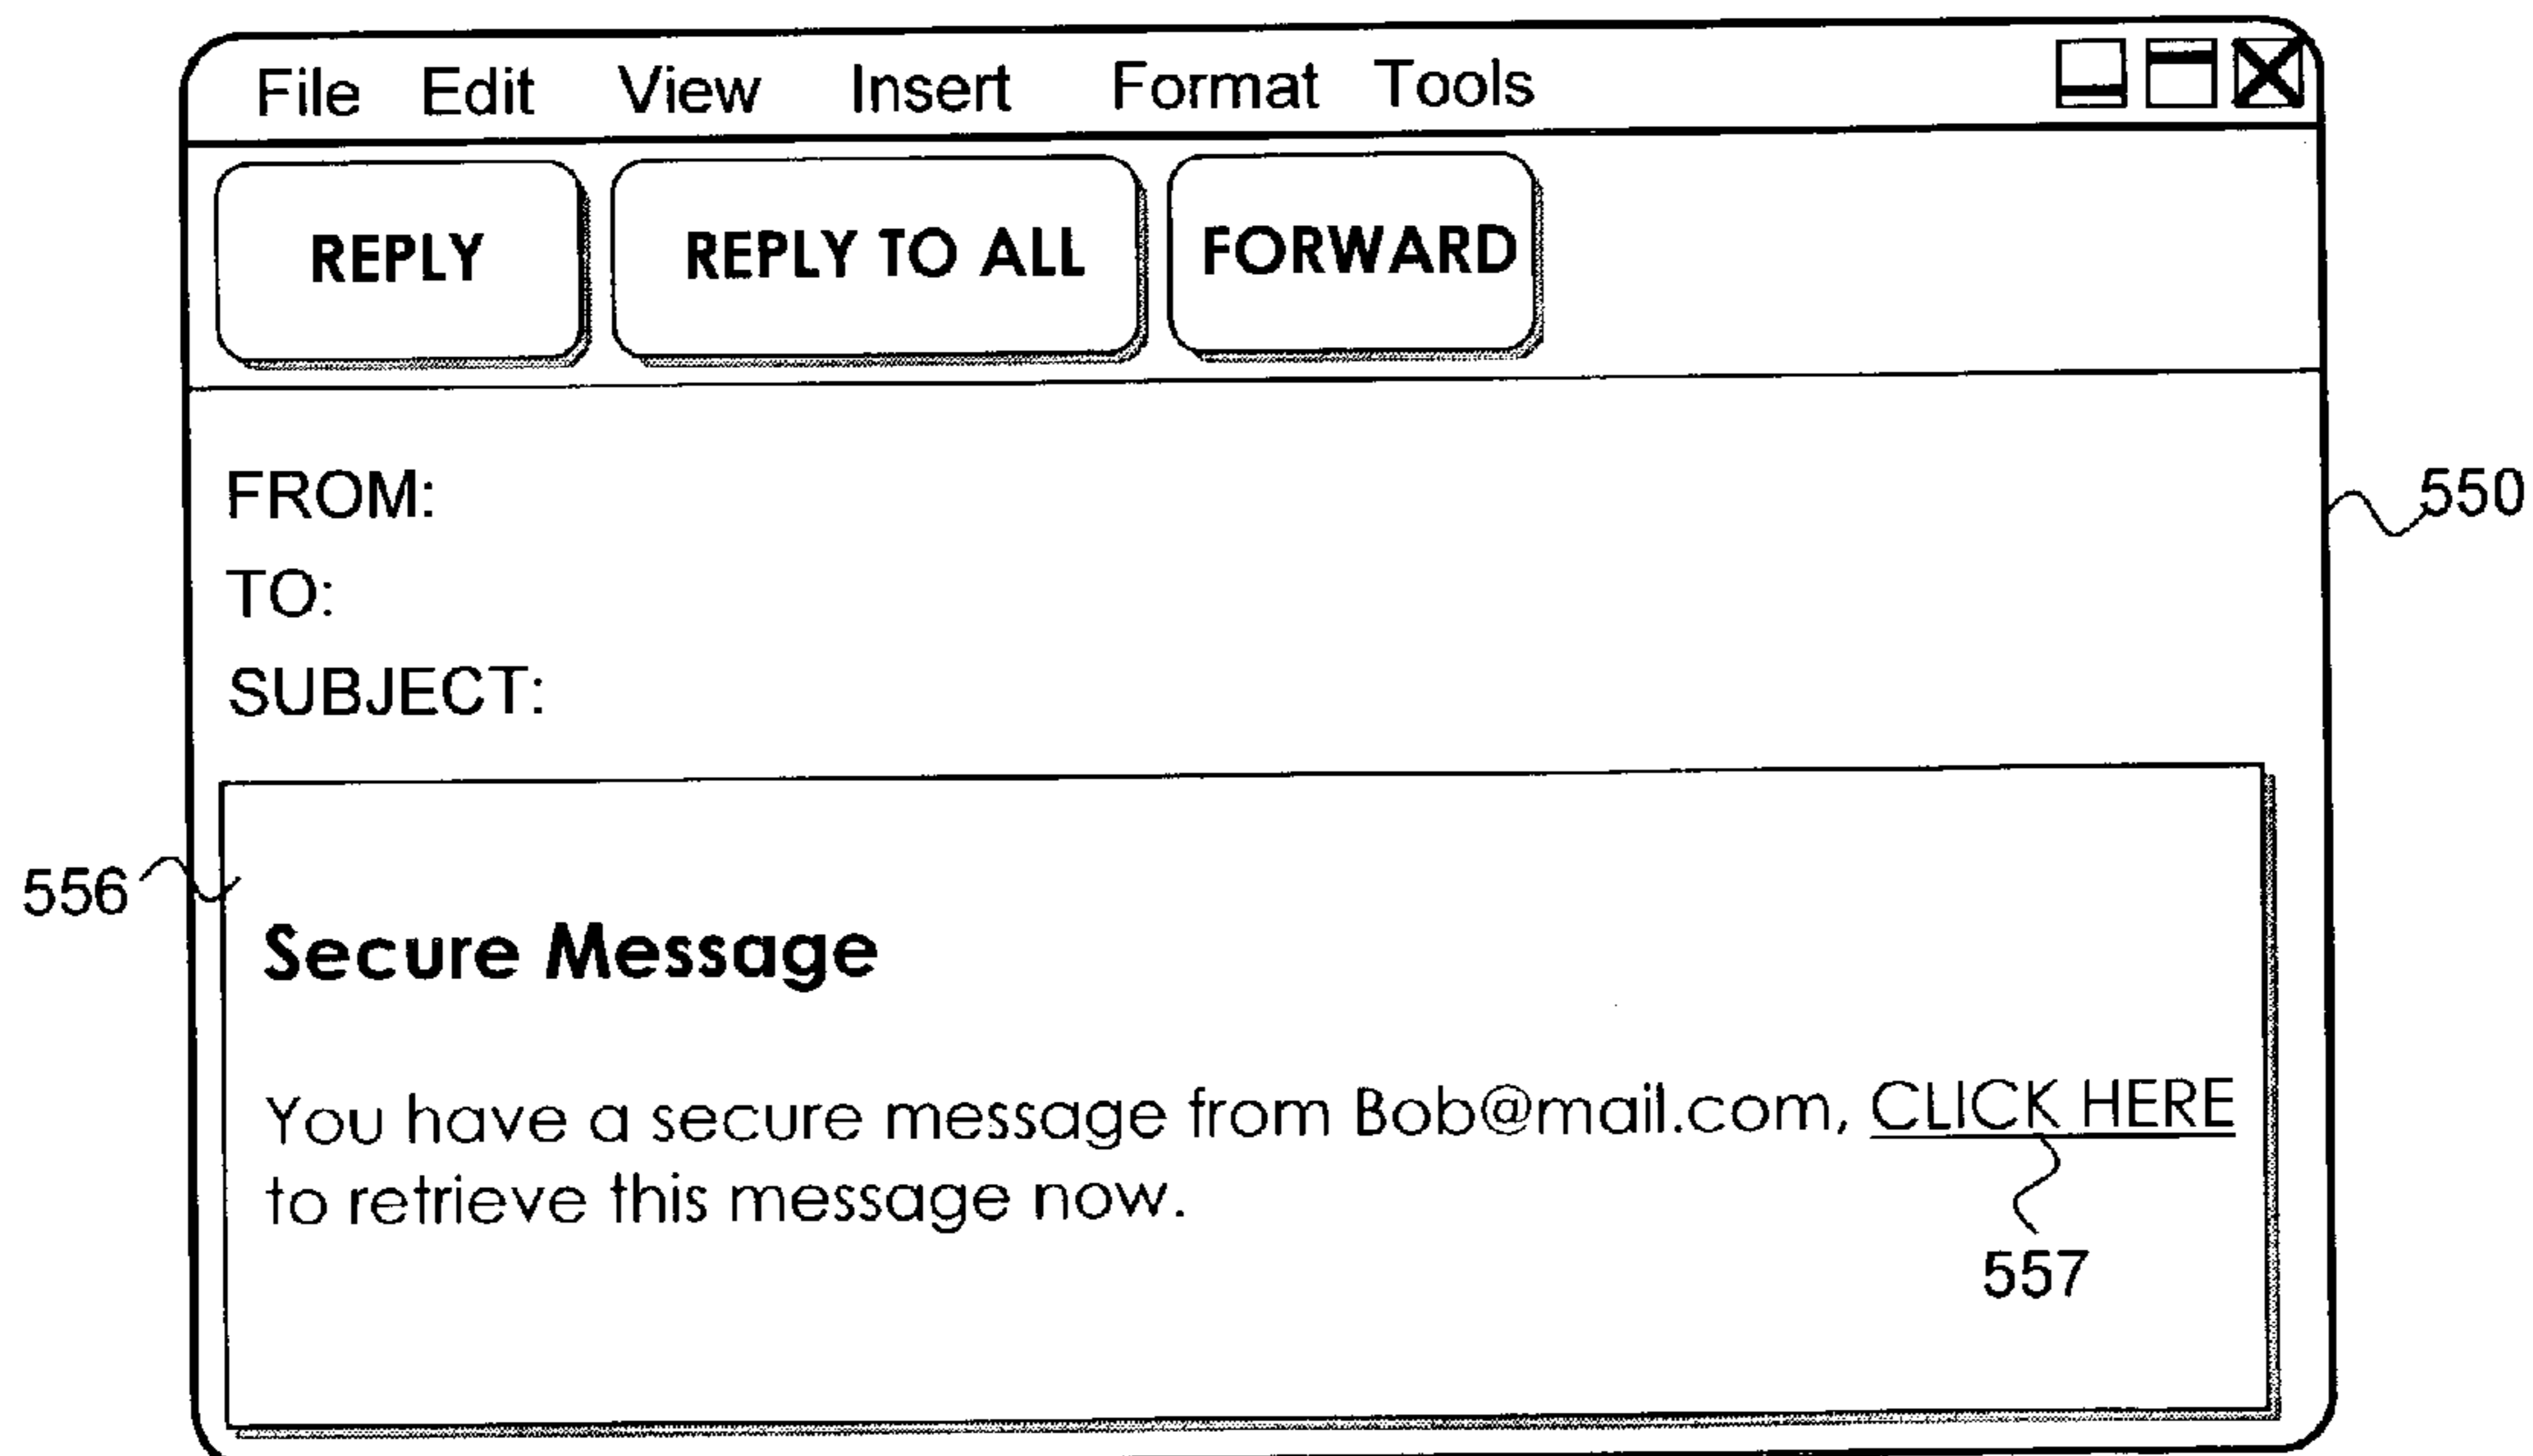 File Edit View Insert Format Tools
REPLY REPLY TO ALL FORWARD
FROM:
550
TO:
SUBJECT:
556
Secure Message
You have a secure message from Bob@mail.com, CLICK HERE
to retrieve this message now.
557